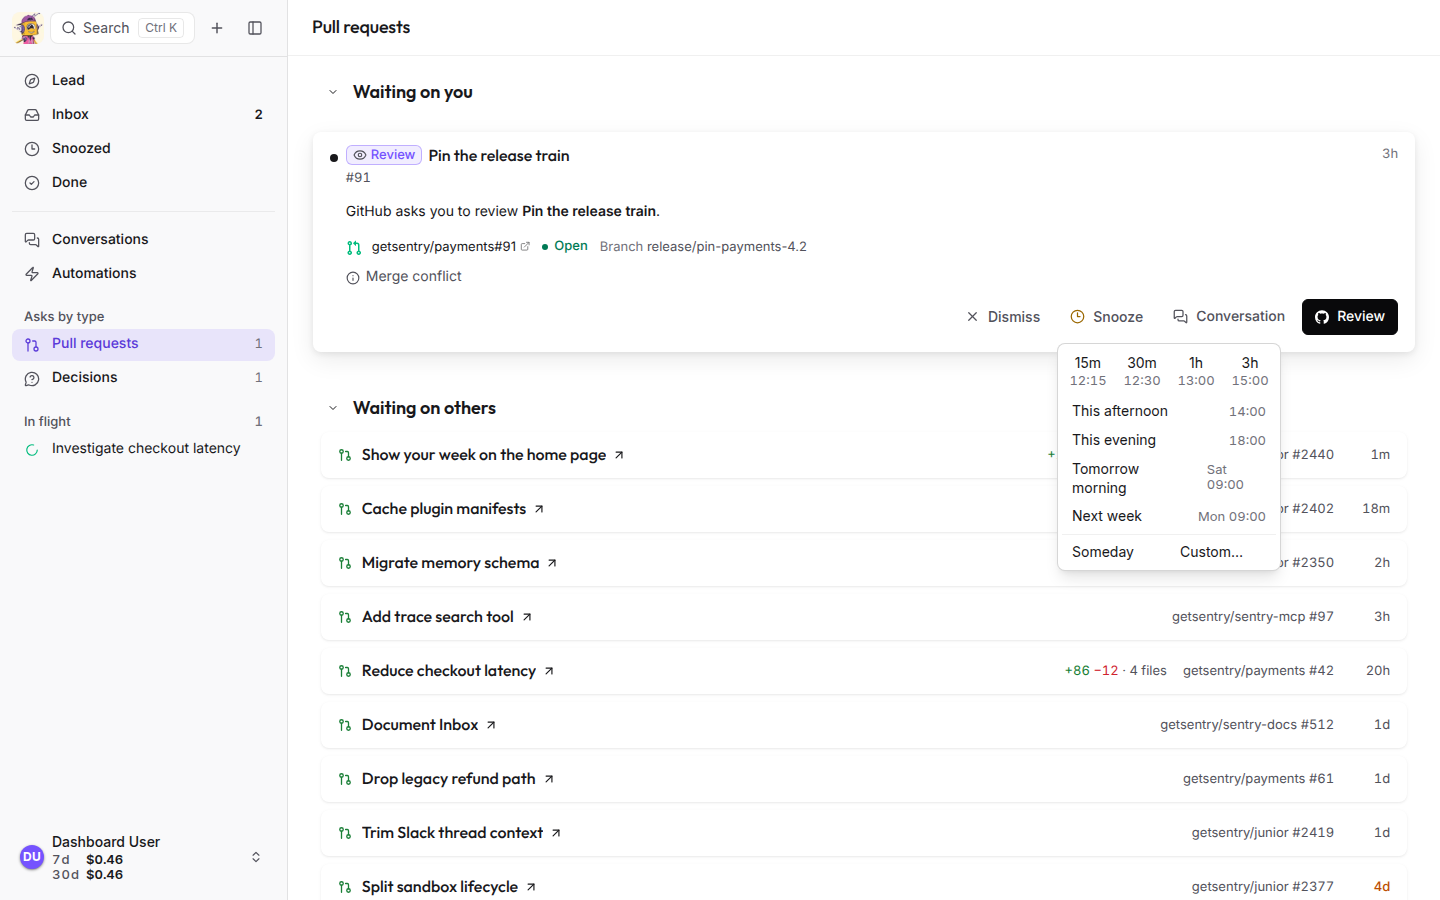 Search Ctrl K
Lead
Inbox 2
Snoozed
Done
Conversations
Automations
Asks by type
Pull requests 1
Decisions 1
In flight 1
Investigate checkout latency
DU
Dashboard User
7d $0.46
30d $0.46
Pull requests
Waiting on you
Review Pin the release train 3h
#91
GitHub asks you to review Pin the release train.
getsentry/payments#91 Open Branch release/pin-payments-4.2
Merge conflict
Dismiss Snooze Conversation Review
15m 30m 1h 3h
12:15 12:30 13:00 15:00
This afternoon 14:00
This evening 18:00
Tomorrow morning Sat 09:00
Next week Mon 09:00
Someday Custom...
Waiting on others
Show your week on the home page + or #2440 1m
Cache plugin manifests or #2402 18m
Migrate memory schema or #2350 2h
Add trace search tool getsentry/sentry-mcp #97 3h
Reduce checkout latency +86 −12 · 4 files getsentry/payments #42 20h
Document Inbox getsentry/sentry-docs #512 1d
Drop legacy refund path getsentry/payments #61 1d
Trim Slack thread context getsentry/junior #2419 1d
Split sandbox lifecycle getsentry/junior #2377 4d